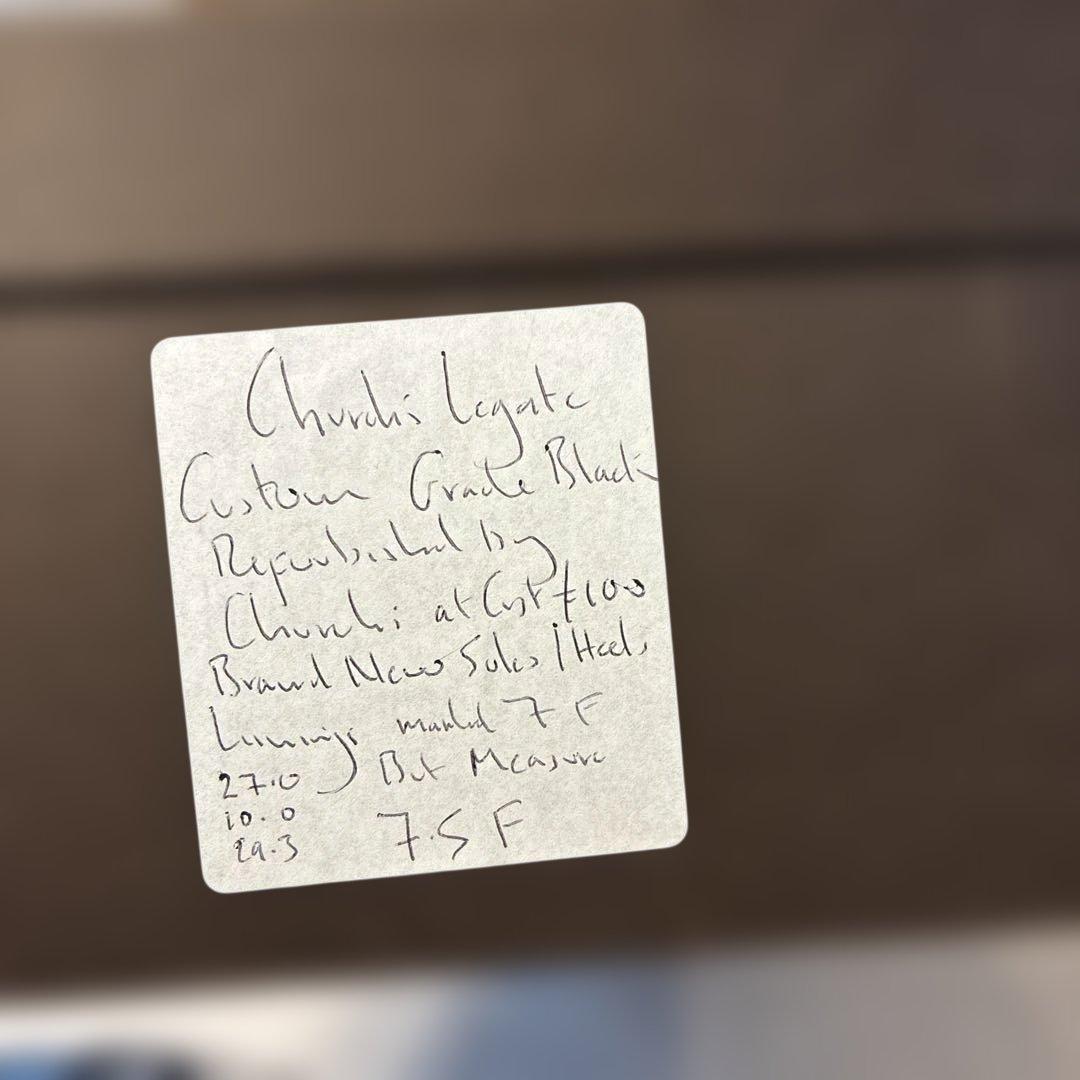 Church's Legate
Custom Grade Black
Refurbished by
Church's at Cost £100
Brand New Soles / Heels
Linnings marked 7 F
27.0 But Measure
10.0
29.3 7.5 F